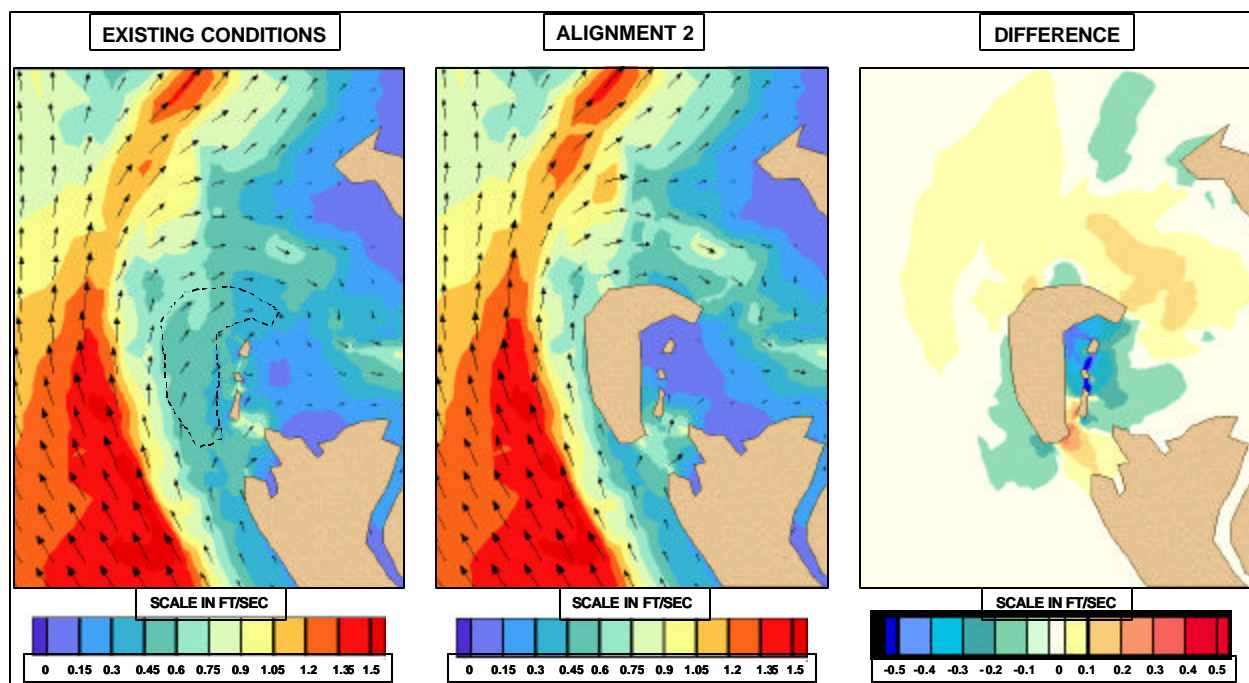 EXISTING CONDITIONS
ALIGNMENT 2
DIFFERENCE
SCALE IN FT/SEC
SCALE IN FT/SEC
SCALE IN FT/SEC
0 0.15 0.3 0.45 0.6 0.75 0.9 1.05 1.2 1.35 1.5
0 0.15 0.3 0.45 0.6 0.75 0.9 1.05 1.2 1.35 1.5
-0.5 -0.4 -0.3 -0.2 -0.1 0 0.1 0.2 0.3 0.4 0.5